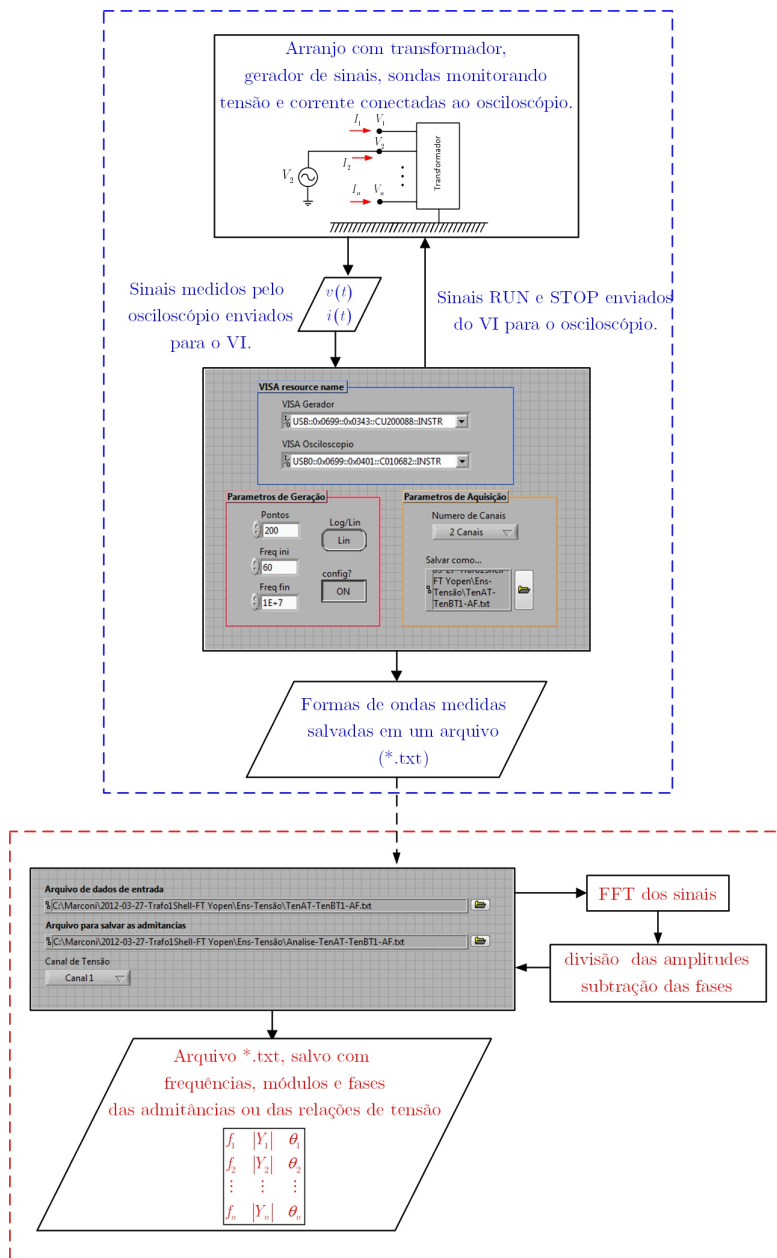 Arranjo com transformador,
gerador de sinais, sondas monitorando
tensão e corrente conectadas ao osciloscópio.
I1 V1
V2
I2
V2
In Vn
Transformador
Sinais medidos pelo
osciloscópio enviados
para o VI.
v(t)
i(t)
Sinais RUN e STOP enviados
do VI para o osciloscópio.
VISA resource name
VISA Gerador
USB::0x0699::0x0343::CU200088::INSTR
VISA Osciloscopio
USB0::0x0699::0x0401::C010682::INSTR
Parametros de Geração
Pontos
200
Log/Lin
Lin
Freq ini
60
config?
ON
Freq fin
1E+7
Parametros de Aquisição
Numero de Canais
2 Canais
Salvar como...
03-27-Trafo1Shell-
FT Yopen\Ens-
Tensão\TenAT-
TenBT1-AF.txt
Formas de ondas medidas
salvadas em um arquivo
(*.txt)
Arquivo de dados de entrada
C:\Marconi\2012-03-27-Trafo1Shell-FT Yopen\Ens-Tensão\TenAT-TenBT1-AF.txt
Arquivo para salvar as admitancias
C:\Marconi\2012-03-27-Trafo1Shell-FT Yopen\Ens-Tensão\Analise-TenAT-TenBT1-AF.txt
Canal de Tensão
Canal 1
FFT dos sinais
divisão das amplitudes
subtração das fases
Arquivo *.txt, salvo com
frequências, módulos e fases
das admitâncias ou das relações de tensão
f1 |Y1| θ1
f2 |Y2| θ2
⋮ ⋮ ⋮
fn |Yn| θn